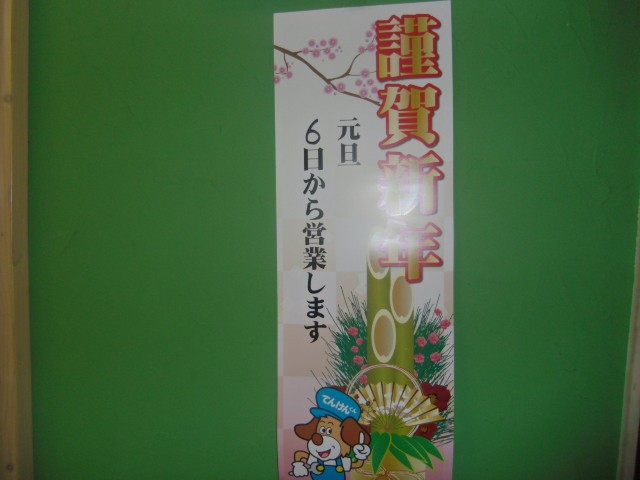 謹賀新年
元旦
6日から営業します
てんけんくん